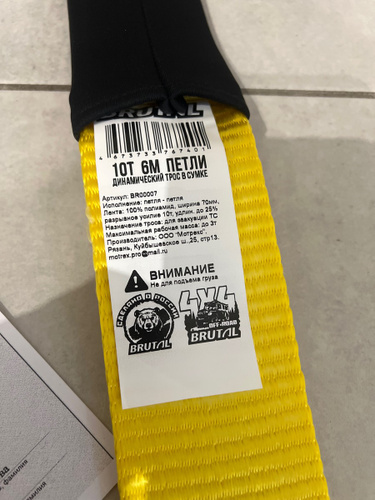 BRUTAL
4673733767401
10Т 6М ПЕТЛИ
ДИНАМИЧЕСКИЙ ТРОС В СУМКЕ
Артикул: BR00007
Исполнение: петля - петля
Лента: 100% полиамид, ширина 70мм,
разрывное усилие 10т, удлин. до 25%
Назначение троса: для эвакуации ТС
Максимальная рабочая масса: до 3т
Производитель: ООО "Мотрекс".
Рязань, Куйбышевское ш.,25, стр13.
motrex.pro@mail.ru
ВНИМАНИЕ
Не для подъема груза
СДЕЛАНО В РОССИИ
BRUTAL
4X4
OFF-ROAD
BRUTAL
фамилия